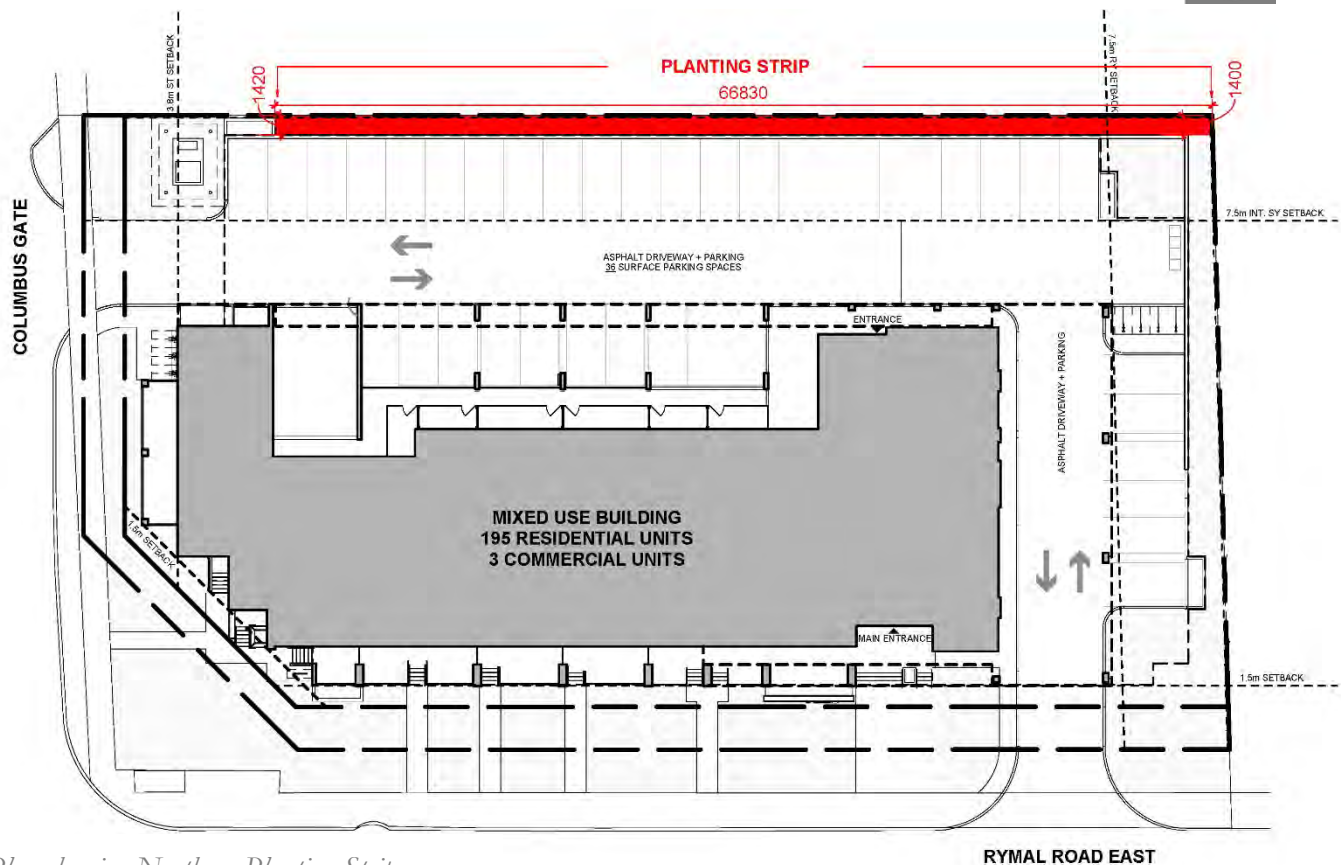 PLANTING STRIP
66830
1420
1400
3.8m ST SETBACK
7.5m RY SETBACK
COLUMBUS GATE
7.5m INT. SY SETBACK
ASPHALT DRIVEWAY + PARKING
36 SURFACE PARKING SPACES
ENTRANCE
ASPHALT DRIVEWAY + PARKING
MIXED USE BUILDING
195 RESIDENTIAL UNITS
3 COMMERCIAL UNITS
1.5m SETBACK
MAIN ENTRANCE
1.5m SETBACK
RYMAL ROAD EAST